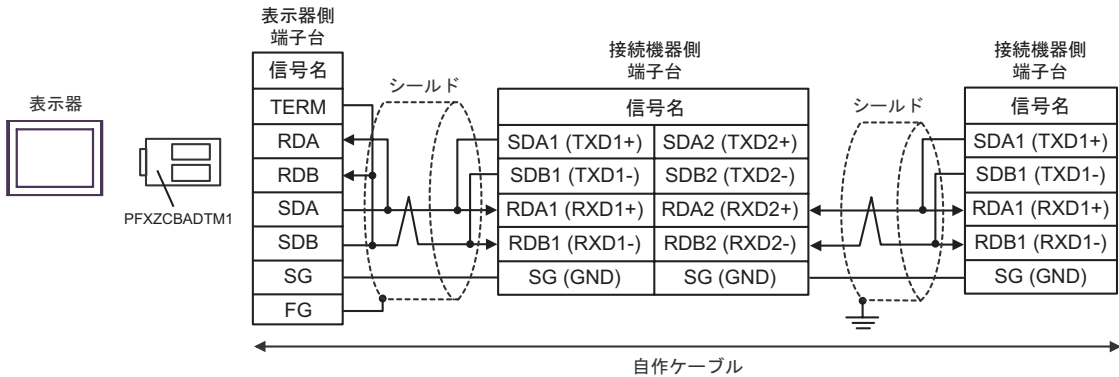 表示器
PFXZCBADTM1
表示器側
端子台
信号名
TERM
RDA
RDB
SDA
SDB
SG
FG
シールド
接続機器側
端子台
信号名
SDA1 (TXD1+) SDA2 (TXD2+)
SDB1 (TXD1-) SDB2 (TXD2-)
RDA1 (RXD1+) RDA2 (RXD2+)
RDB1 (RXD1-) RDB2 (RXD2-)
SG (GND) SG (GND)
シールド
接続機器側
端子台
信号名
SDA1 (TXD1+)
SDB1 (TXD1-)
RDA1 (RXD1+)
RDB1 (RXD1-)
SG (GND)
自作ケーブル